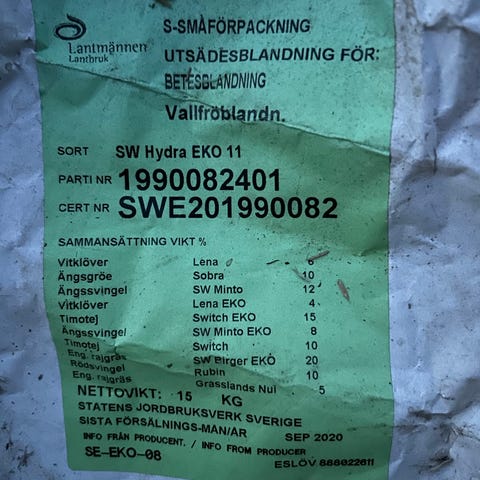 Lantmännen
Lantbruk
S-SMÅFÖRPACKNING
UTSÄDESBLANDNING FÖR:
BETESBLANDNING
Vallfröblandn.
SORT SW Hydra EKO 11
PARTI NR 1990082401
CERT NR SWE201990082
SAMMANSÄTTNING VIKT %
Vitklöver Lena 6
Ängsgröe Sobra 10
Ängssvingel SW Minto 12
Vitklöver Lena EKO 4
Timotej Switch EKO 15
Ängssvingel SW Minto EKO 8
Timotej Switch 10
Eng. rajgräs SW Birger EKO 20
Rödsvingel Rubin 10
Eng. rajgräs Grasslands Nui 5
NETTOVIKT: 15 KG
STATENS JORDBRUKSVERK SVERIGE
SISTA FÖRSÄLNINGS-MAN/AR SEP 2020
INFO FRÅN PRODUCENT. / INFO FROM PRODUCER
SE-EKO-08 ESLÖV 888022611